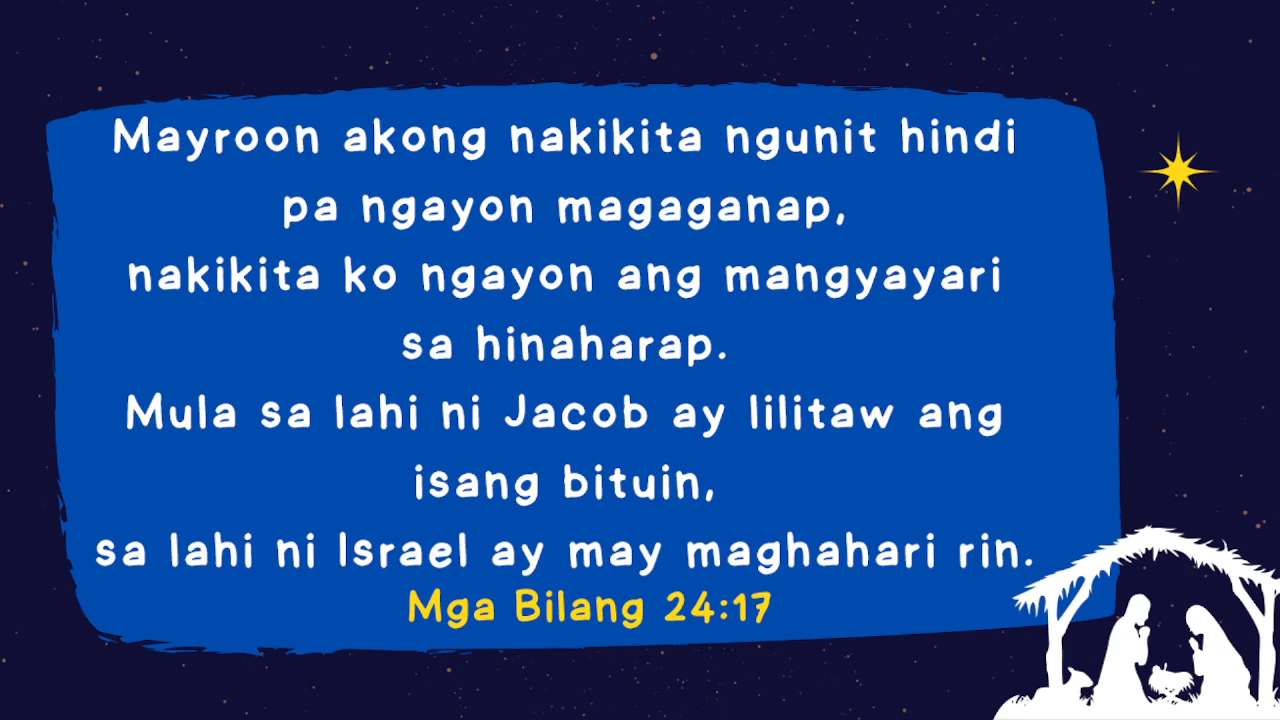 Mayroon akong nakikita ngunit hindi
pa ngayon magaganap,
nakikita ko ngayon ang mangyayari
sa hinaharap.
Mula sa lahi ni Jacob ay lilitaw ang
isang bituin,
sa lahi ni Israel ay may maghahari rin.
Mga Bilang 24:17